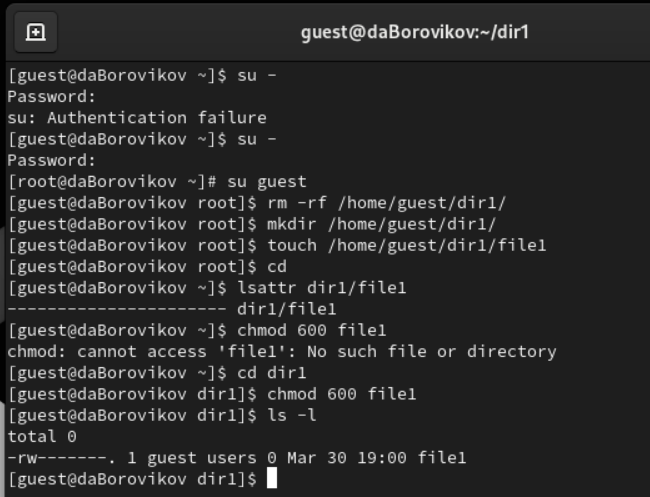 guest@daBorovikov:~/dir1
[guest@daBorovikov ~]$ su -
Password:
su: Authentication failure
[guest@daBorovikov ~]$ su -
Password:
[root@daBorovikov ~]# su guest
[guest@daBorovikov root]$ rm -rf /home/guest/dir1/
[guest@daBorovikov root]$ mkdir /home/guest/dir1/
[guest@daBorovikov root]$ touch /home/guest/dir1/file1
[guest@daBorovikov root]$ cd
[guest@daBorovikov ~]$ lsattr dir1/file1
---------------------- dir1/file1
[guest@daBorovikov ~]$ chmod 600 file1
chmod: cannot access 'file1': No such file or directory
[guest@daBorovikov ~]$ cd dir1
[guest@daBorovikov dir1]$ chmod 600 file1
[guest@daBorovikov dir1]$ ls -l
total 0
-rw-------. 1 guest users 0 Mar 30 19:00 file1
[guest@daBorovikov dir1]$